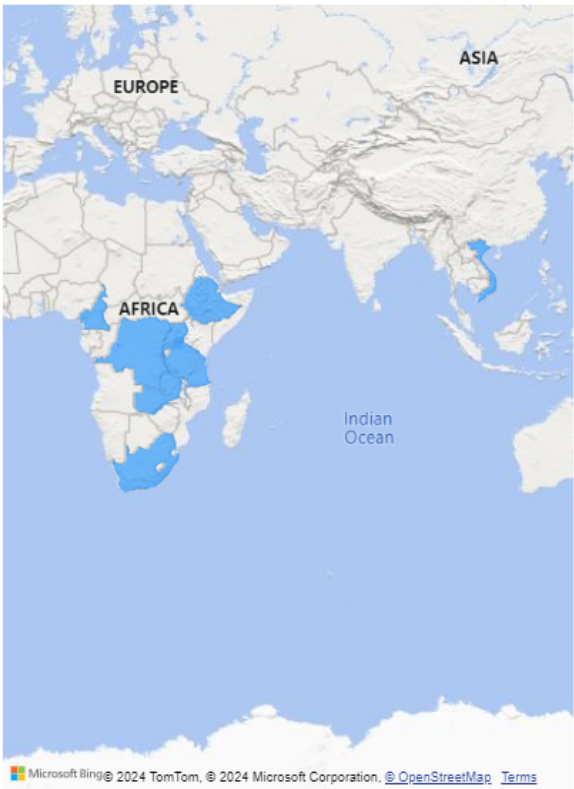 ASIA
EUROPE
AFRICA
Indian
Ocean
Microsoft Bing © 2024 TomTom, © 2024 Microsoft Corporation, © OpenStreetMap Terms